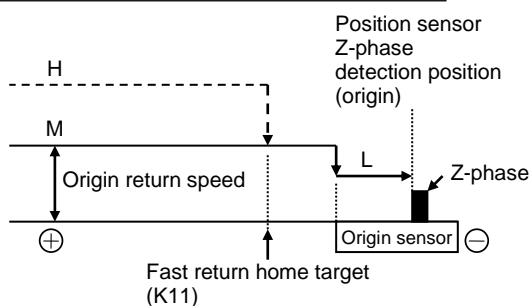 Position sensor
Z-phase
detection position
(origin)
H
M
L
Z-phase
Origin return speed
Origin sensor
+
−
Fast return home target
(K11)